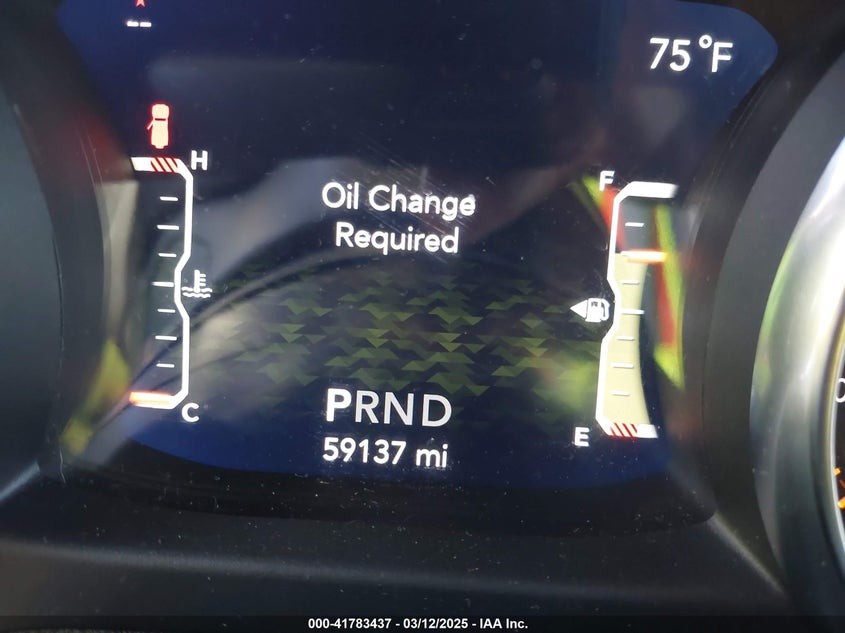 --
75°F
H
F
Oil Change
Required
C
E
PRND
59137 mi
000-41783437 - 03/12/2025 - IAA Inc.